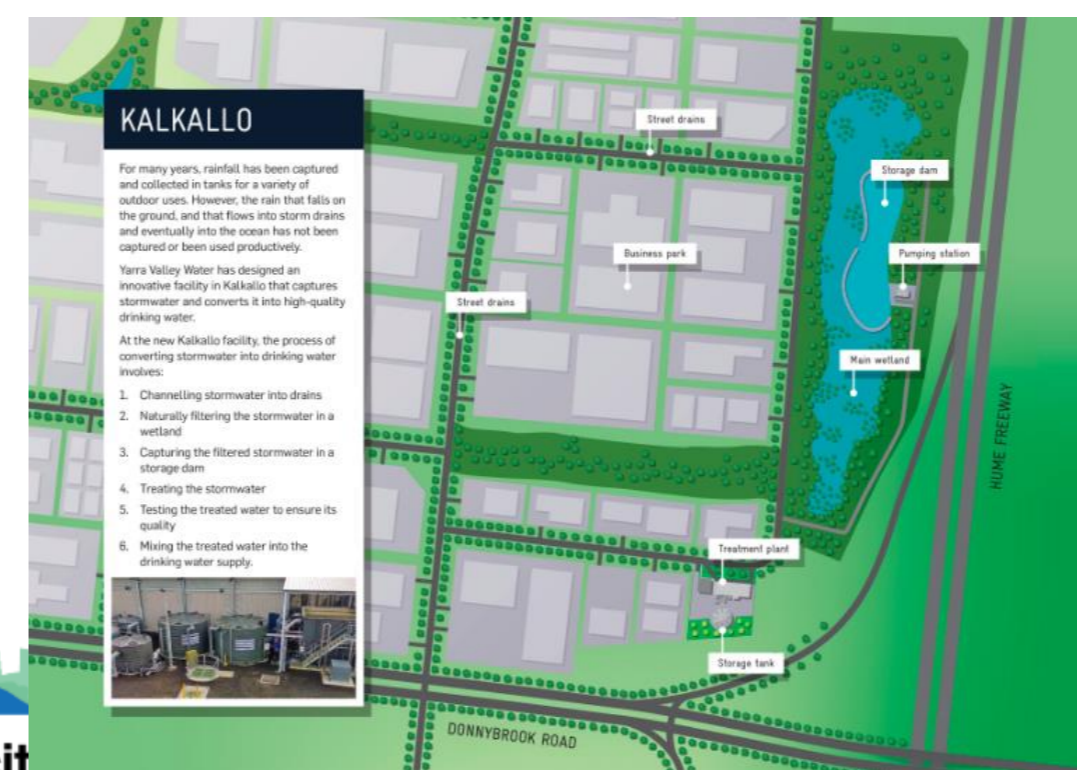 KALKALLO
For many years, rainfall has been captured
and collected in tanks for a variety of
outdoor uses. However, the rain that falls on
the ground, and that flows into storm drains
and eventually into the ocean has not been
captured or been used productively.
Yarra Valley Water has designed an
innovative facility in Kalkallo that captures
stormwater and converts it into high-quality
drinking water.
At the new Kalkallo facility, the process of
converting stormwater into drinking water
involves:
1. Channelling stormwater into drains
2. Naturally filtering the stormwater in a
wetland
3. Capturing the filtered stormwater in a
storage dam
4. Treating the stormwater
5. Testing the treated water to ensure its
quality
6. Mixing the treated water into the
drinking water supply.
Street drains
Storage dam
Business park
Pumping station
Street drains
Main wetland
HUME FREEWAY
Treatment plant
Storage tank
DONNYBROOK ROAD